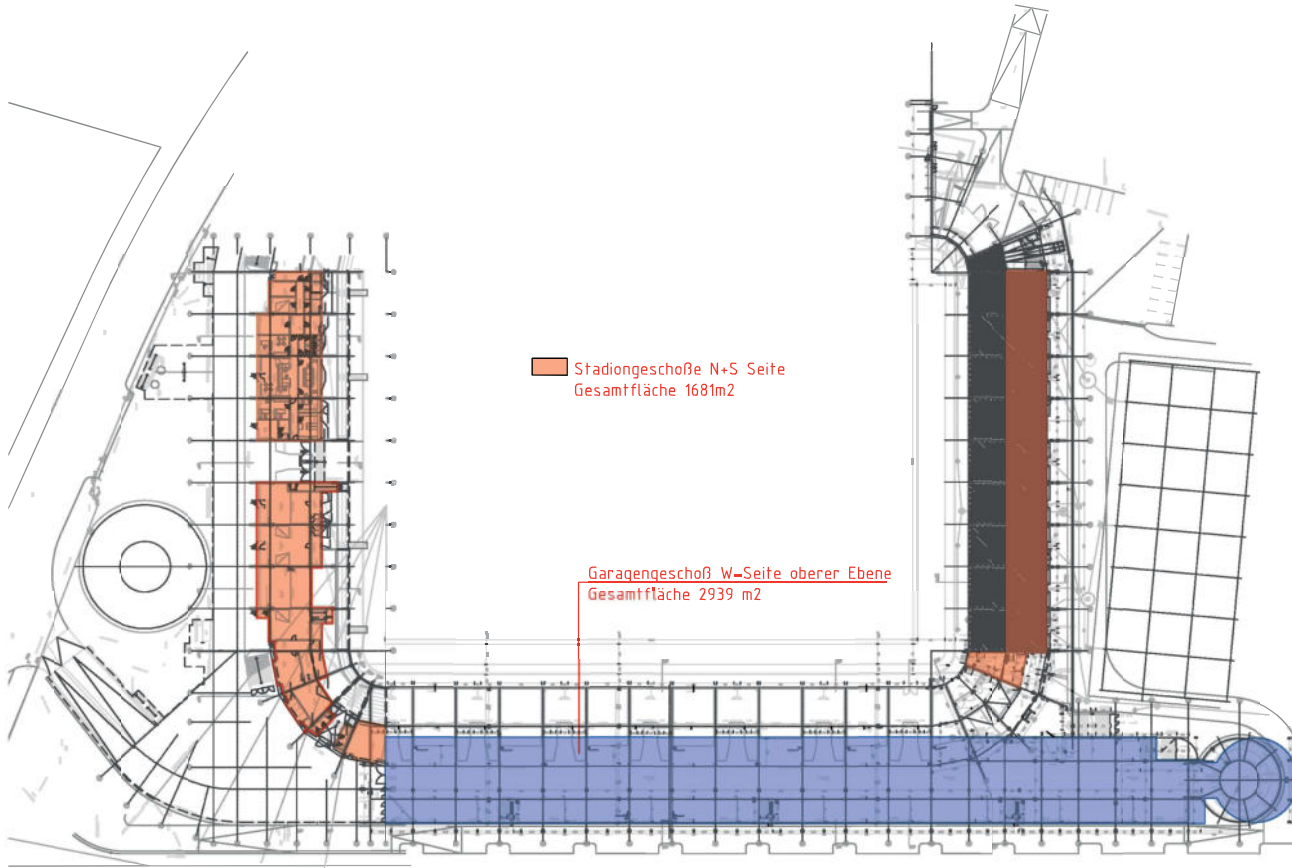 Stadiongeschoße N+S Seite
Gesamtfläche 1681m2
Garagengeschoß W-Seite oberer Ebene
Gesamtfläche 2939 m2